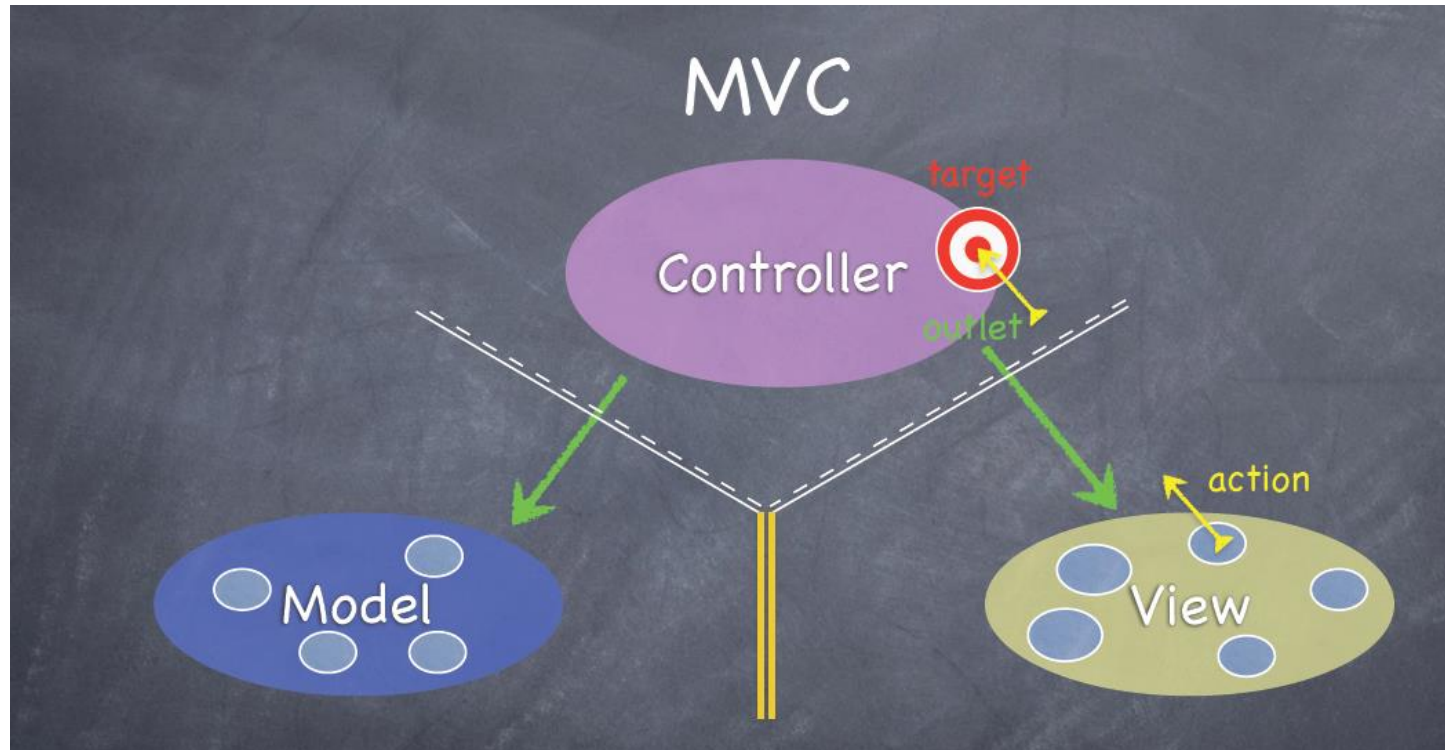 MVC
target
Controller
outlet
action
Model
View